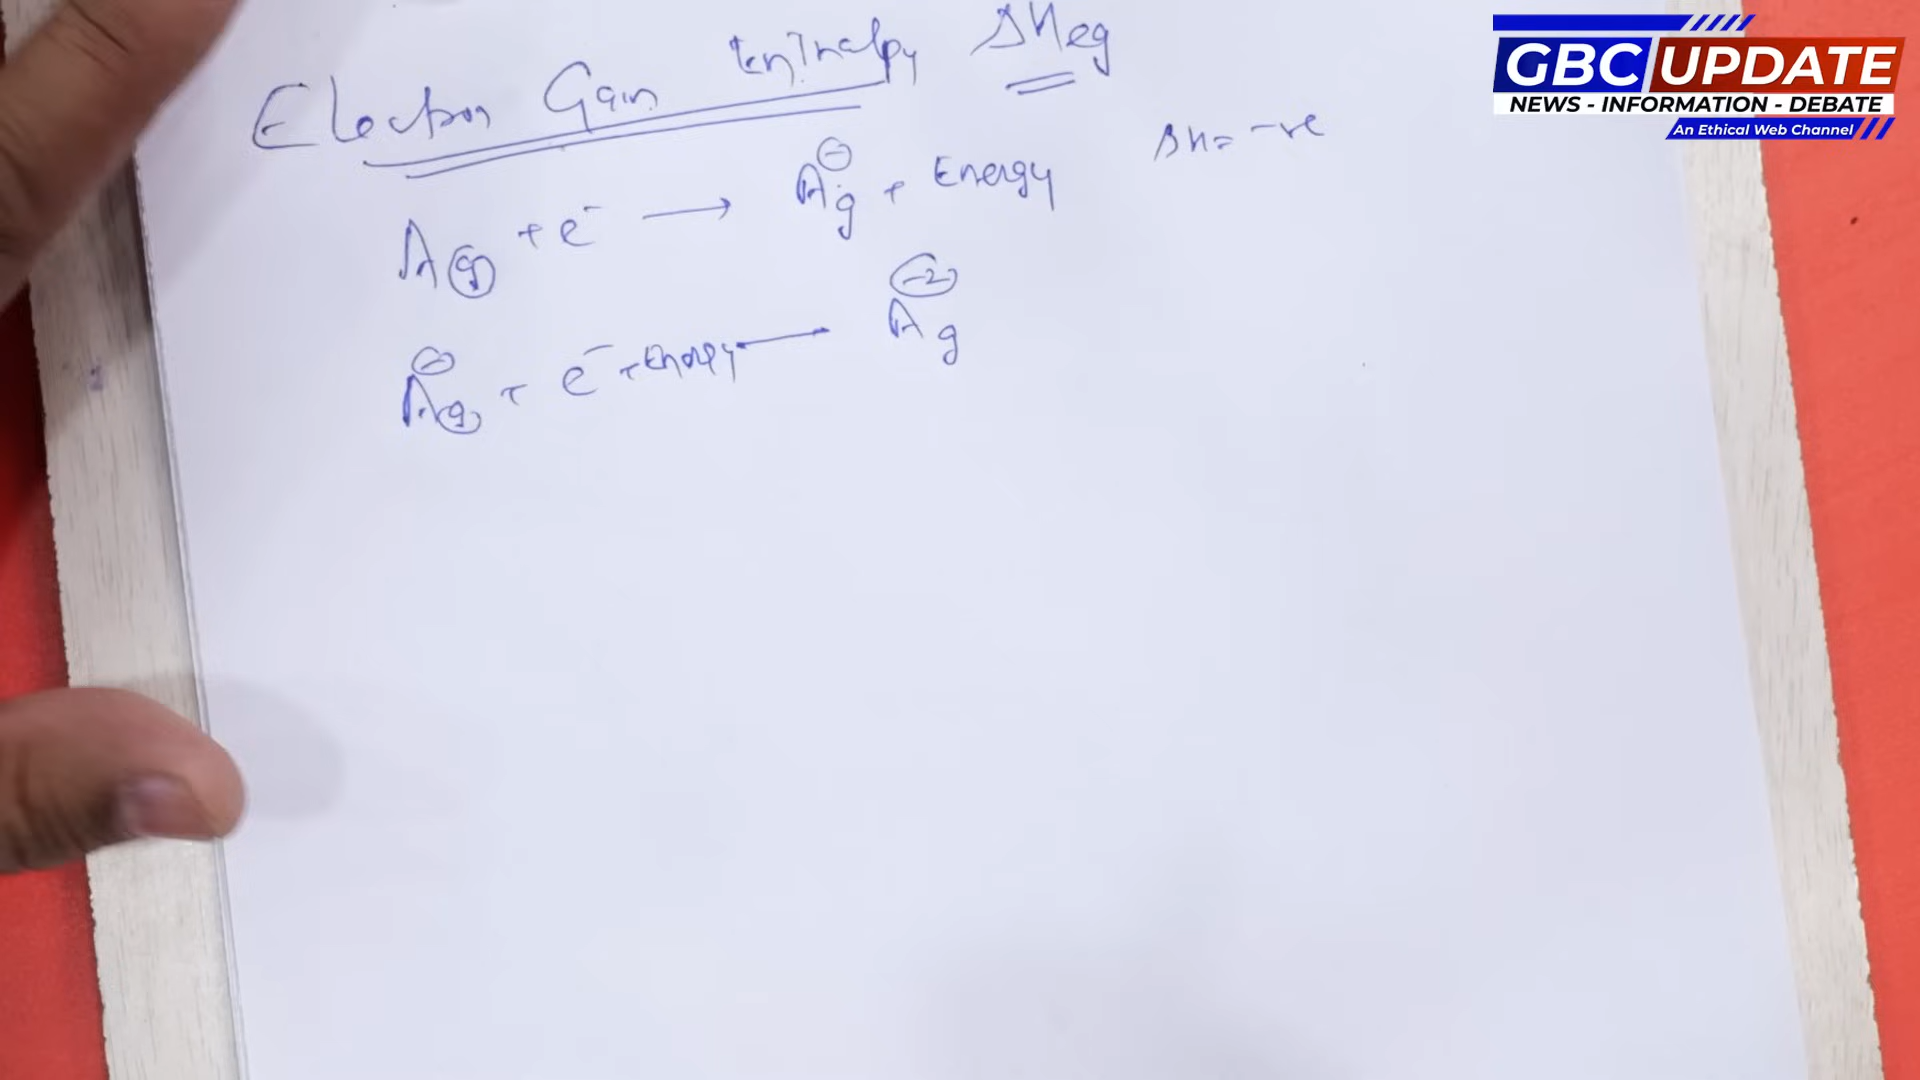 Electron Gain Enthalpy ΔHeg
A(g) + e⁻ → A⁻g + Energy ΔH = -ve
A⁻(g) + e⁻ + Energy → A⁻²g
GBC UPDATE
NEWS - INFORMATION - DEBATE
An Ethical Web Channel